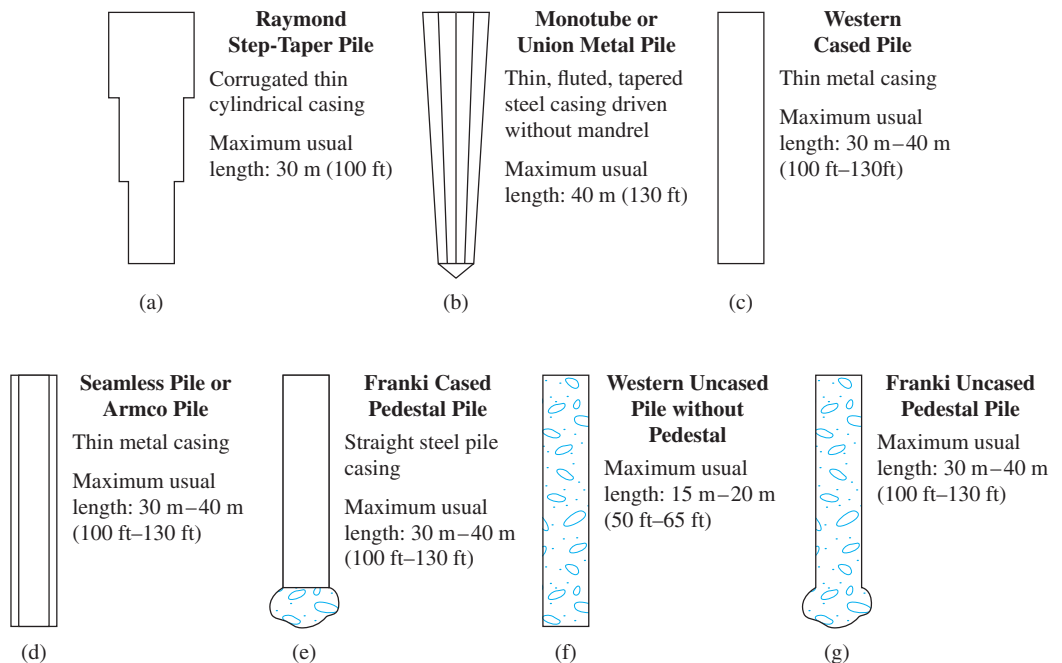 Raymond
Step-Taper Pile
Corrugated thin
cylindrical casing
Maximum usual
length: 30 m (100 ft)
(a)
Monotube or
Union Metal Pile
Thin, fluted, tapered
steel casing driven
without mandrel
Maximum usual
length: 40 m (130 ft)
(b)
Western
Cased Pile
Thin metal casing
Maximum usual
length: 30 m–40 m
(100 ft–130ft)
(c)
Seamless Pile or
Armco Pile
Thin metal casing
Maximum usual
length: 30 m–40 m
(100 ft–130 ft)
(d)
Franki Cased
Pedestal Pile
Straight steel pile
casing
Maximum usual
length: 30 m–40 m
(100 ft–130 ft)
(e)
Western Uncased
Pile without
Pedestal
Maximum usual
length: 15 m–20 m
(50 ft–65 ft)
(f)
Franki Uncased
Pedestal Pile
Maximum usual
length: 30 m–40 m
(100 ft–130 ft)
(g)